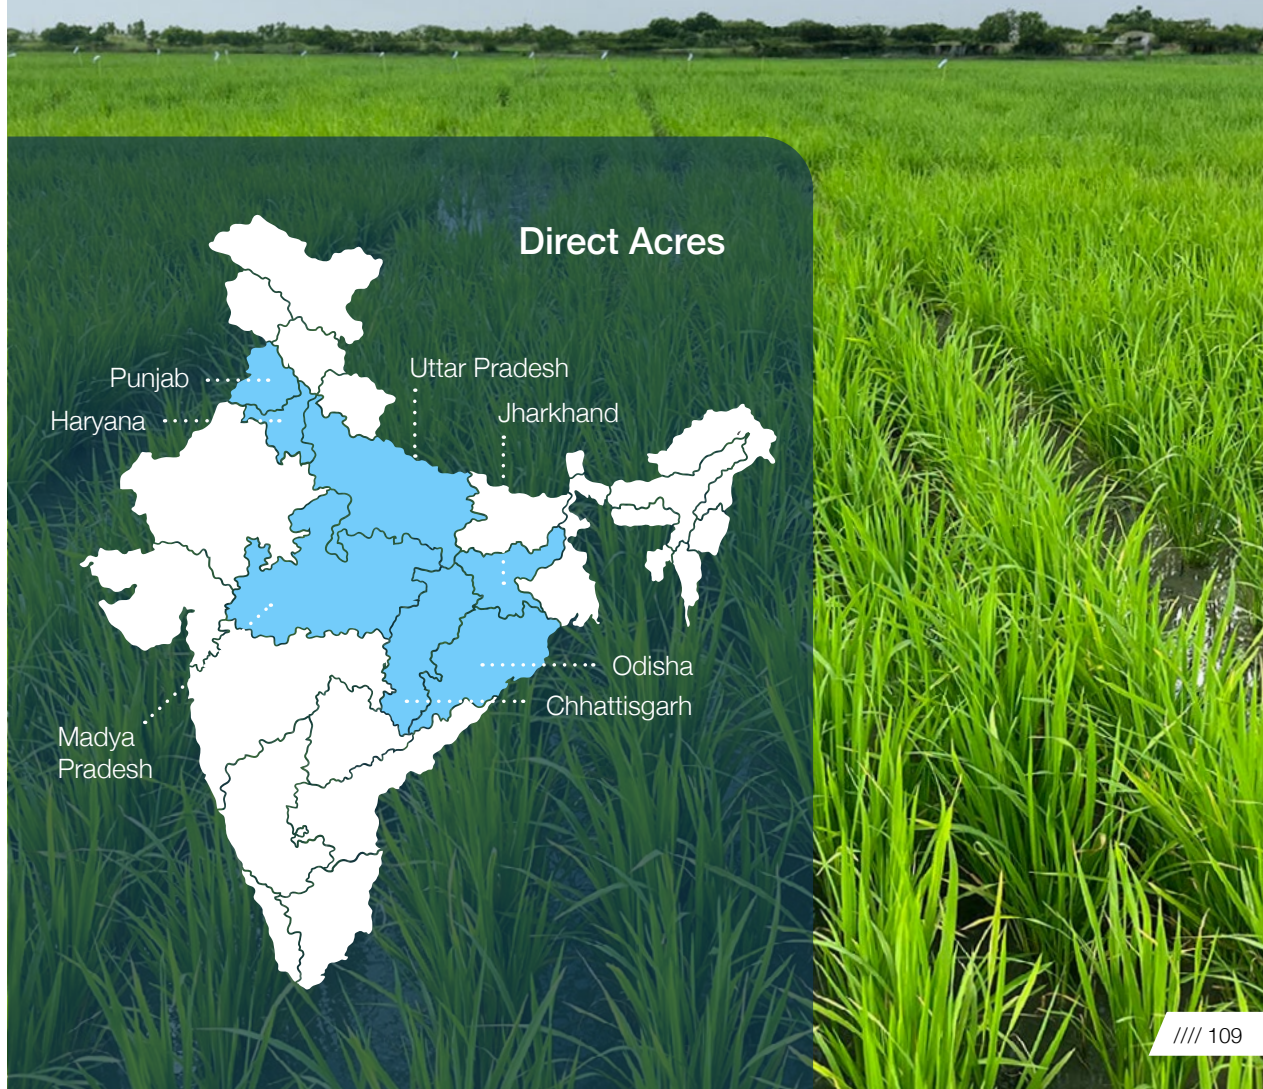 Direct Acres
Uttar Pradesh
Punjab
Jharkhand
Haryana
Odisha
Chhattisgarh
Madya
Pradesh
//// 109